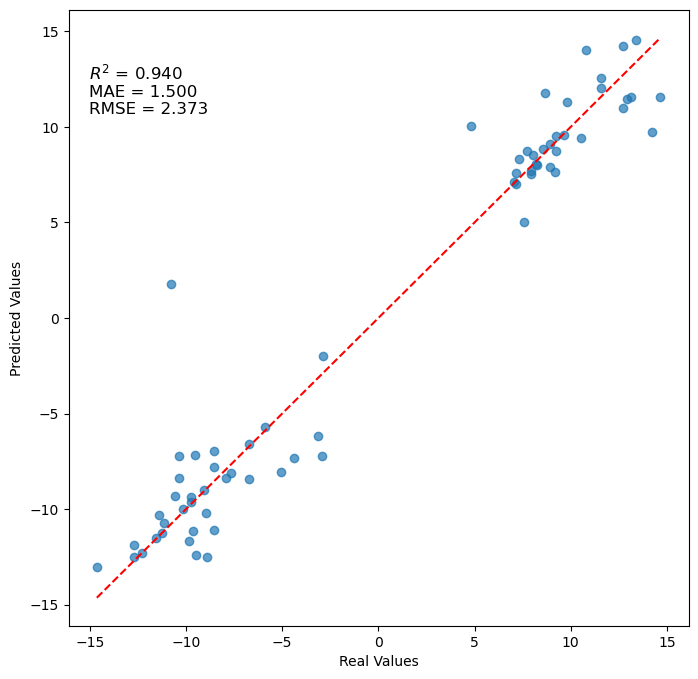 R² = 0.940
MAE = 1.500
RMSE = 2.373
15
10
5
0
−5
−10
−15
Predicted Values
−15 −10 −5 0 5 10 15
Real Values